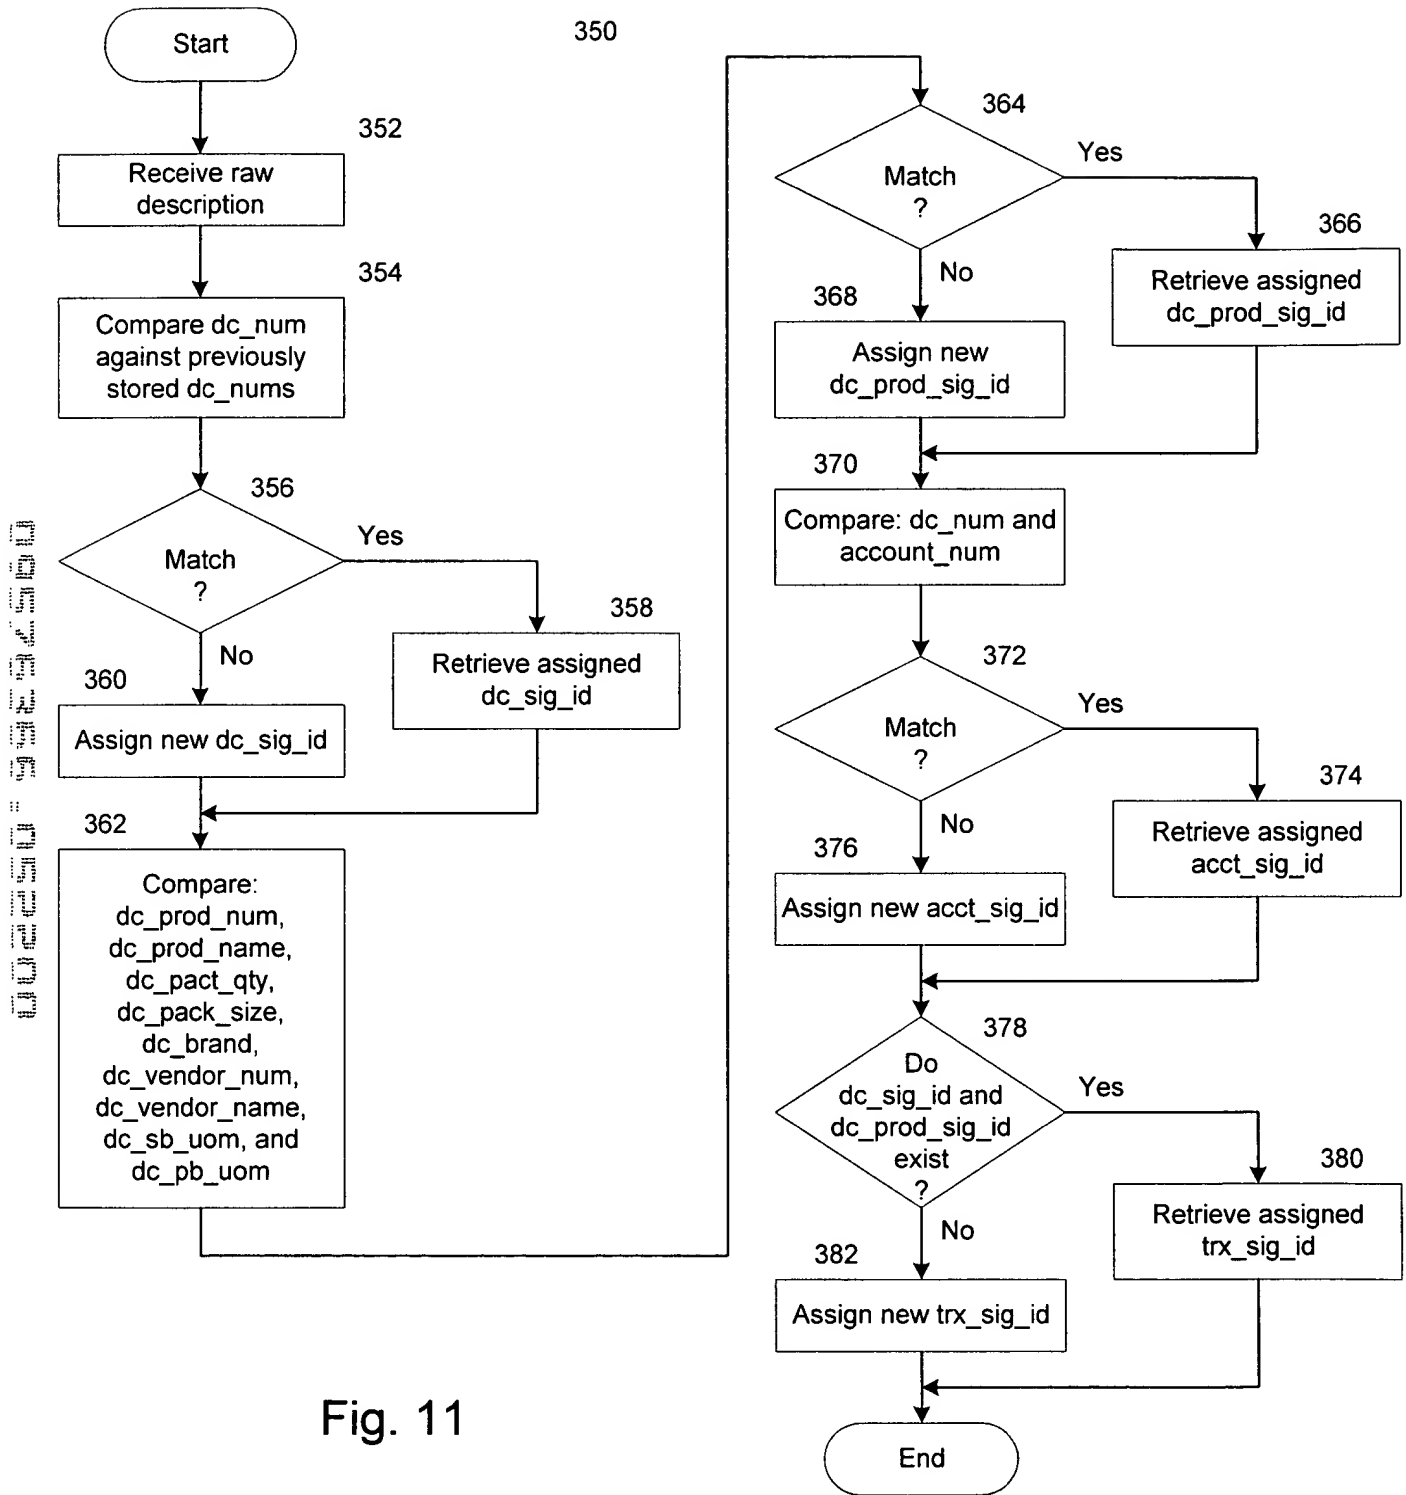 Start
350
352
Receive raw
description
354
Compare dc_num
against previously
stored dc_nums
356
Match
?
Yes
No
358
Retrieve assigned
dc_sig_id
360
Assign new dc_sig_id
362
Compare:
dc_prod_num,
dc_prod_name,
dc_pact_qty,
dc_pack_size,
dc_brand,
dc_vendor_num,
dc_vendor_name,
dc_sb_uom, and
dc_pb_uom
364
Match
?
Yes
No
366
Retrieve assigned
dc_prod_sig_id
368
Assign new
dc_prod_sig_id
370
Compare: dc_num and
account_num
372
Match
?
Yes
No
374
Retrieve assigned
acct_sig_id
376
Assign new acct_sig_id
378
Do
dc_sig_id and
dc_prod_sig_id
exist
?
Yes
No
380
Retrieve assigned
trx_sig_id
382
Assign new trx_sig_id
End
Fig. 11